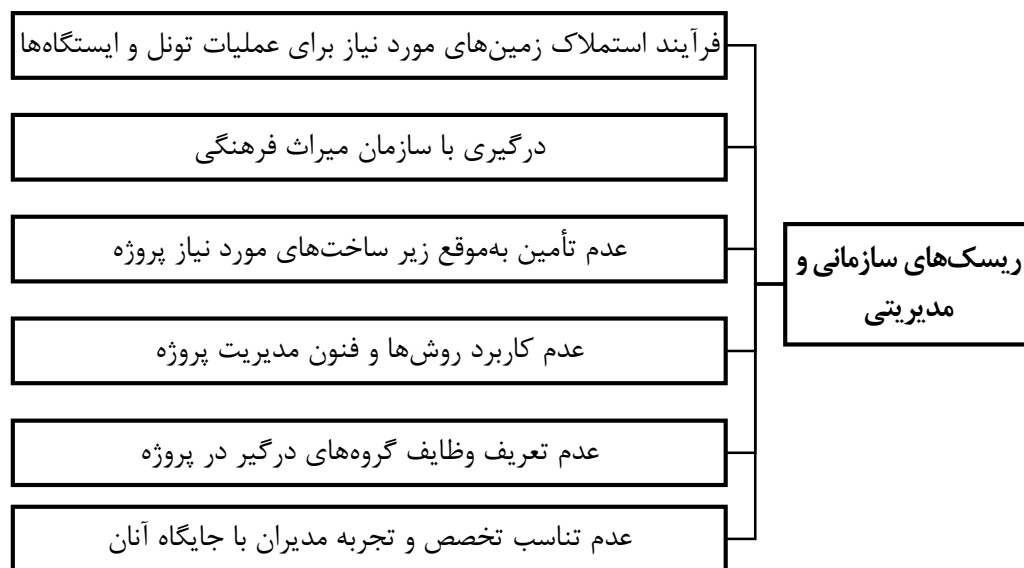 ریسک‌های سازمانی و
مدیریتی
فرآیند استملاک زمین‌های مورد نیاز برای عملیات تونل و ایستگاه‌ها
درگیری با سازمان میراث فرهنگی
عدم تأمین به‌موقع زیر ساخت‌های مورد نیاز پروژه
عدم کاربرد روش‌ها و فنون مدیریت پروژه
عدم تعریف وظایف گروه‌های درگیر در پروژه
عدم تناسب تخصص و تجربه مدیران با جایگاه آنان